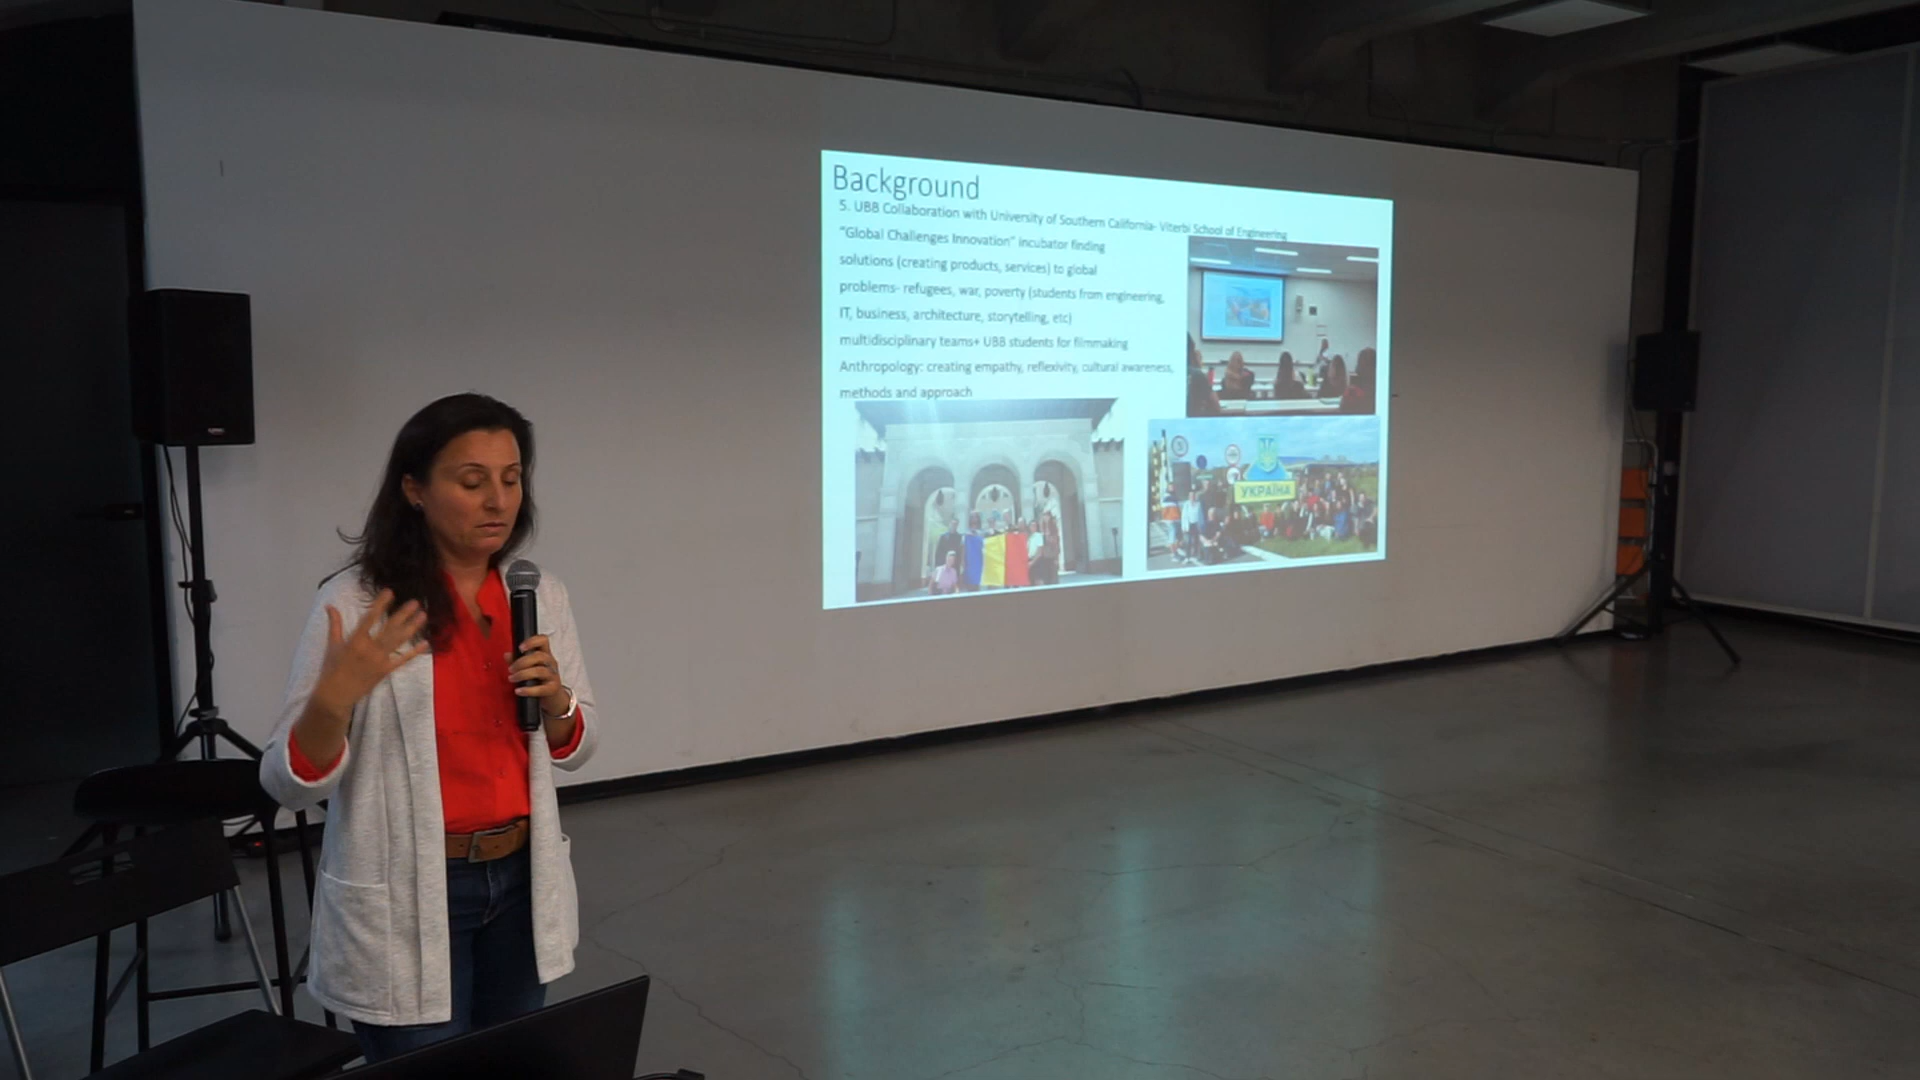 Background
5. UBB Collaboration with University of Southern California- Viterbi School of Engineering
“Global Challenges Innovation” incubator finding
solutions (creating products, services) to global
problems- refugees, war, poverty (students from engineering,
IT, business, architecture, storytelling, etc)
multidisciplinary teams+ UBB students for filmmaking
Anthropology: creating empathy, reflexivity, cultural awareness,
methods and approach
УКРАЇНА